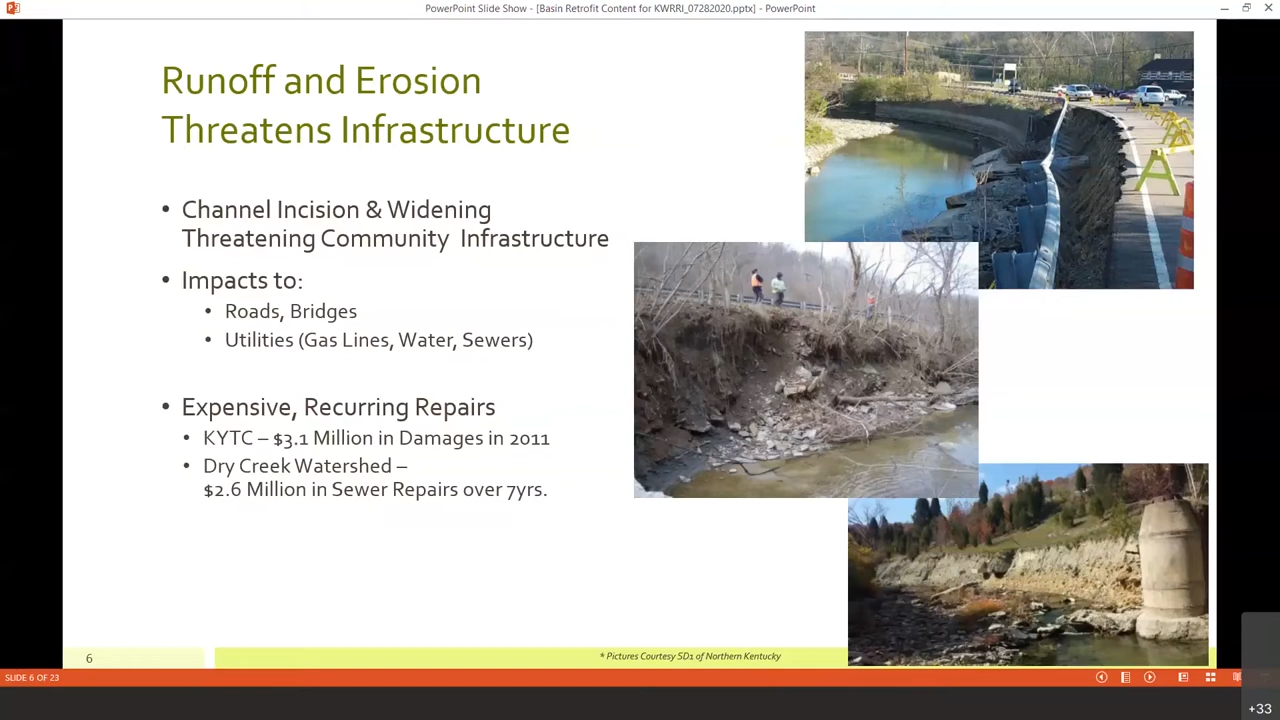 PowerPoint Slide Show - [Basin Retrofit Content for KWRRI_07282020.pptx] - PowerPoint
Runoff and Erosion
Threatens Infrastructure
• Channel Incision & Widening
Threatening Community Infrastructure
• Impacts to:
• Roads, Bridges
• Utilities (Gas Lines, Water, Sewers)
• Expensive, Recurring Repairs
• KYTC – $3.1 Million in Damages in 2011
• Dry Creek Watershed –
$2.6 Million in Sewer Repairs over 7yrs.
6
* Pictures Courtesy SD1 of Northern Kentucky
SLIDE 6 OF 23
+33